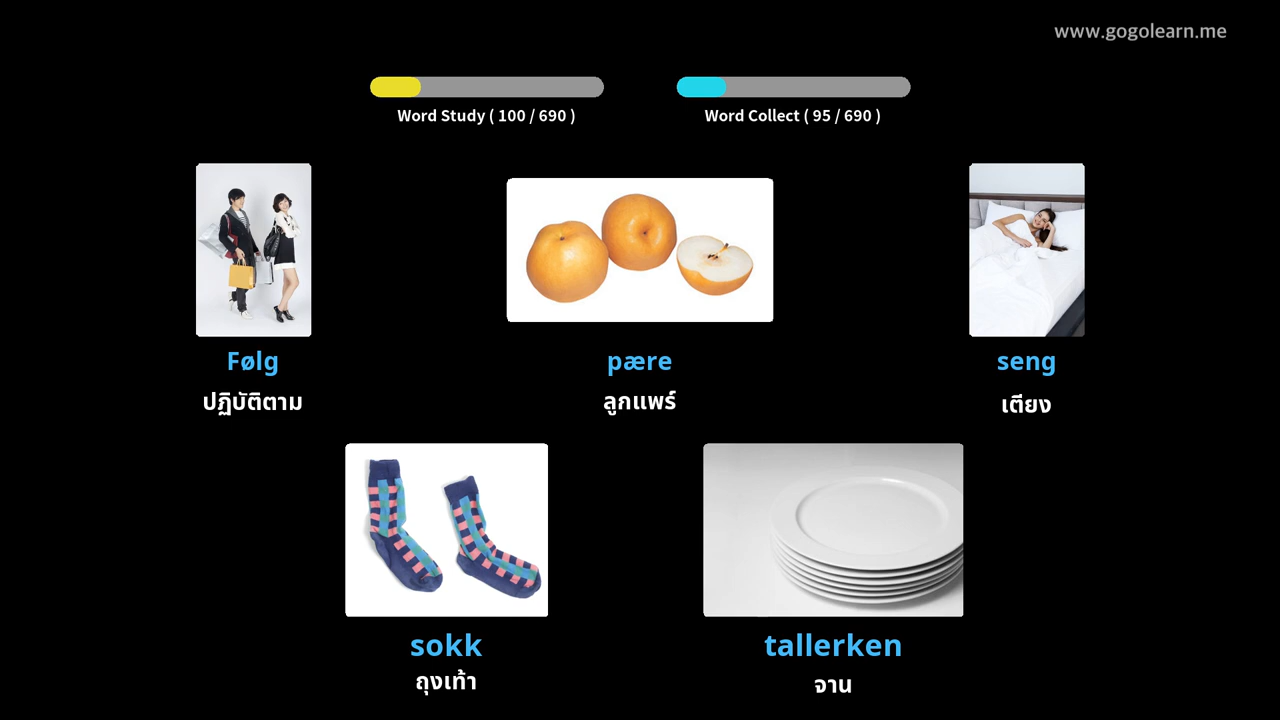 www.gogolearn.me
Word Study ( 100 / 690 )
Word Collect ( 95 / 690 )
Følg
ปฏิบัติตาม
pære
ลูกแพร์
seng
เตียง
sokk
ถุงเท้า
tallerken
จาน